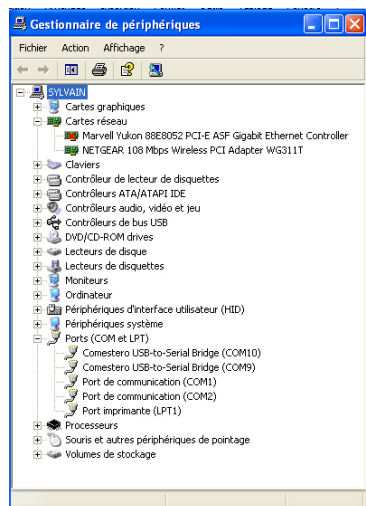 Gestionnaire de périphériques
Fichier Action Affichage ?
SYLVAIN
Cartes graphiques
Cartes réseau
Marvell Yukon 88E8052 PCI-E ASF Gigabit Ethernet Controller
NETGEAR 108 Mbps Wireless PCI Adapter WG311T
Claviers
Contrôleur de lecteur de disquettes
Contrôleurs ATA/ATAPI IDE
Contrôleurs audio, vidéo et jeu
Contrôleurs de bus USB
DVD/CD-ROM drives
Lecteurs de disque
Lecteurs de disquettes
Moniteurs
Ordinateur
Périphériques d'interface utilisateur (HID)
Périphériques système
Ports (COM et LPT)
Comestero USB-to-Serial Bridge (COM10)
Comestero USB-to-Serial Bridge (COM9)
Port de communication (COM1)
Port de communication (COM2)
Port imprimante (LPT1)
Processeurs
Souris et autres périphériques de pointage
Volumes de stockage